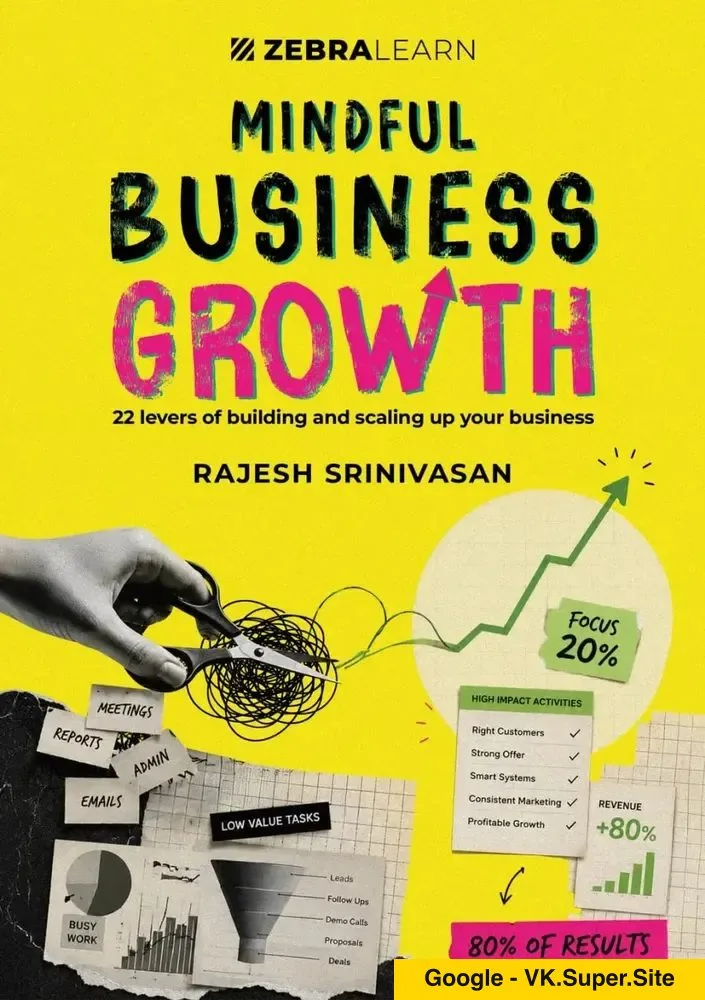 ZEBRALEARN
MINDFUL
BUSINESS
GROWTH
22 levers of building and scaling up your business
RAJESH SRINIVASAN
FOCUS
20%
MEETINGS
REPORTS
ADMIN
EMAILS
LOW VALUE TASKS
BUSY
WORK
Leads
Follow Ups
Demo Calls
Proposals
Deals
HIGH IMPACT ACTIVITIES
Right Customers
Strong Offer
Smart Systems
Consistent Marketing
Profitable Growth
REVENUE
+80%
80% OF RESULTS
Google - VK.Super.Site